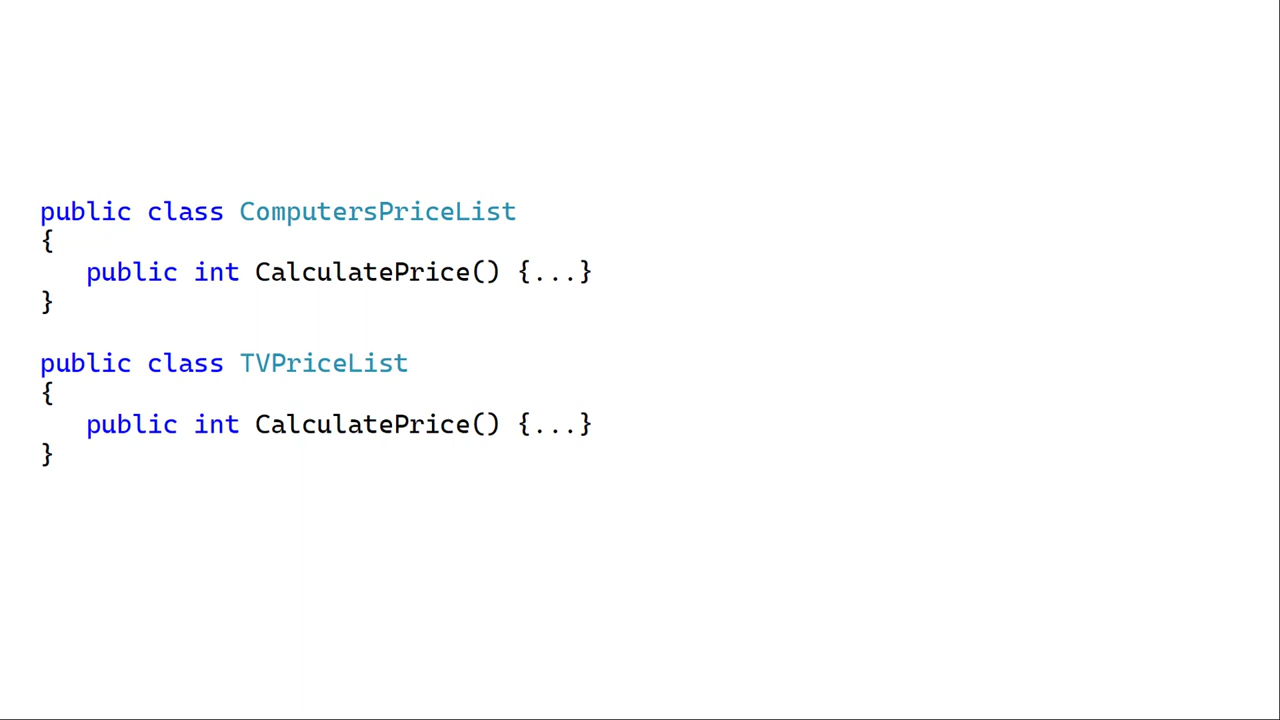 public class ComputersPriceList
{
   public int CalculatePrice() {...}
}

public class TVPriceList
{
   public int CalculatePrice() {...}
}